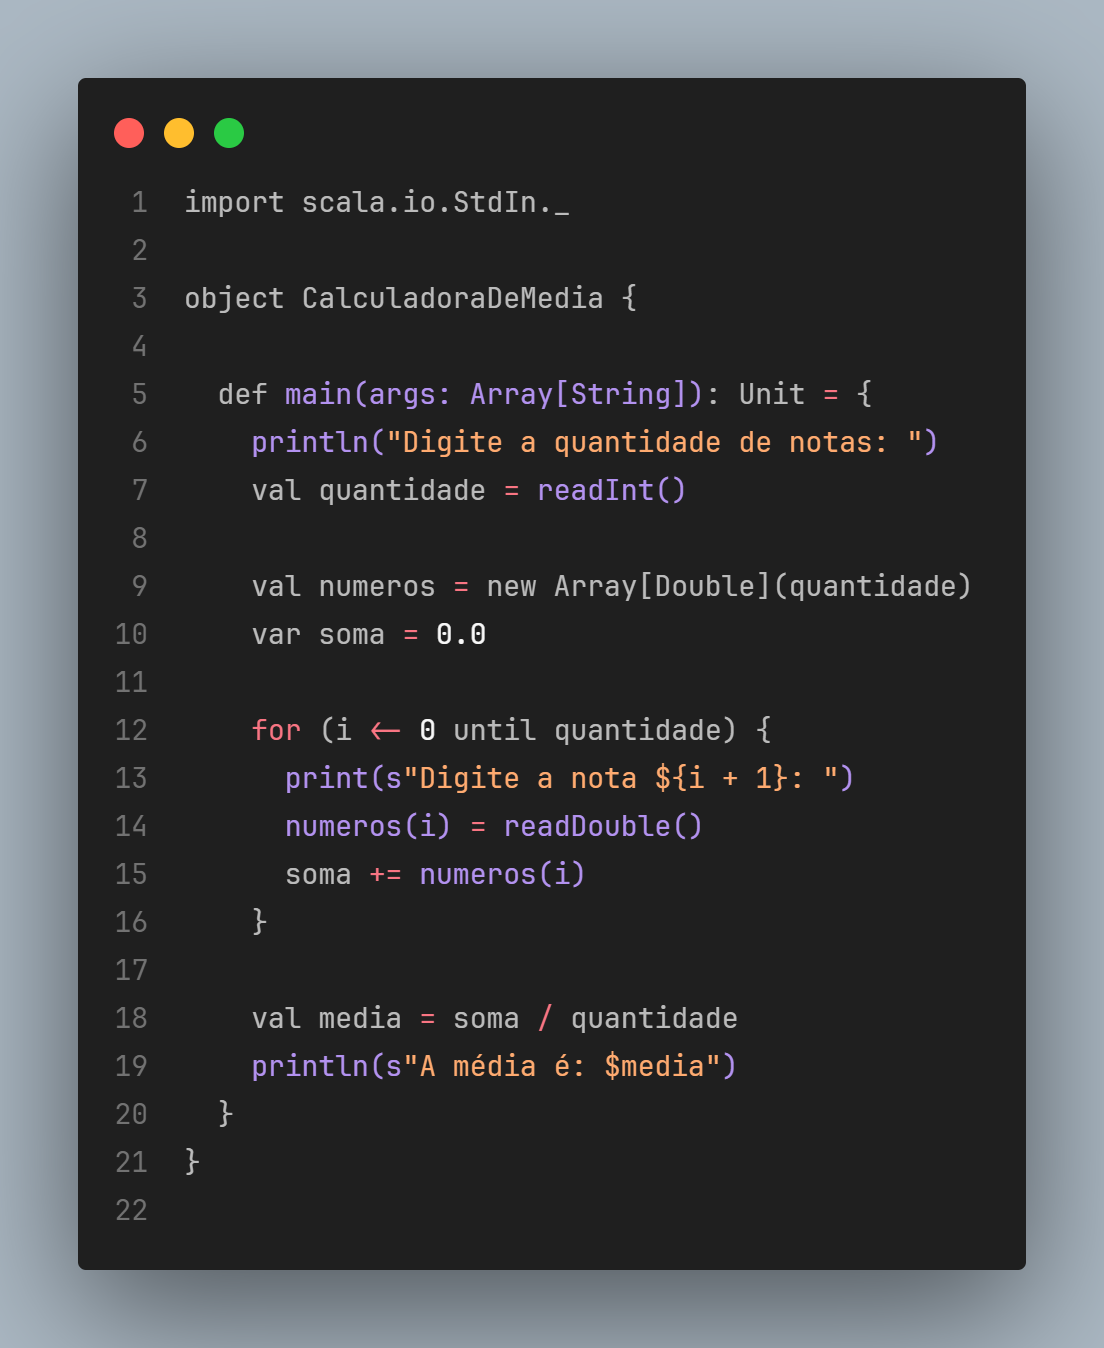 1 import scala.io.StdIn._
2
3 object CalculadoraDeMedia {
4
5   def main(args: Array[String]): Unit = {
6     println("Digite a quantidade de notas: ")
7     val quantidade = readInt()
8
9     val numeros = new Array[Double](quantidade)
10     var soma = 0.0
11
12     for (i <- 0 until quantidade) {
13       print(s"Digite a nota ${i + 1}: ")
14       numeros(i) = readDouble()
15       soma += numeros(i)
16     }
17
18     val media = soma / quantidade
19     println(s"A média é: $media")
20   }
21 }
22